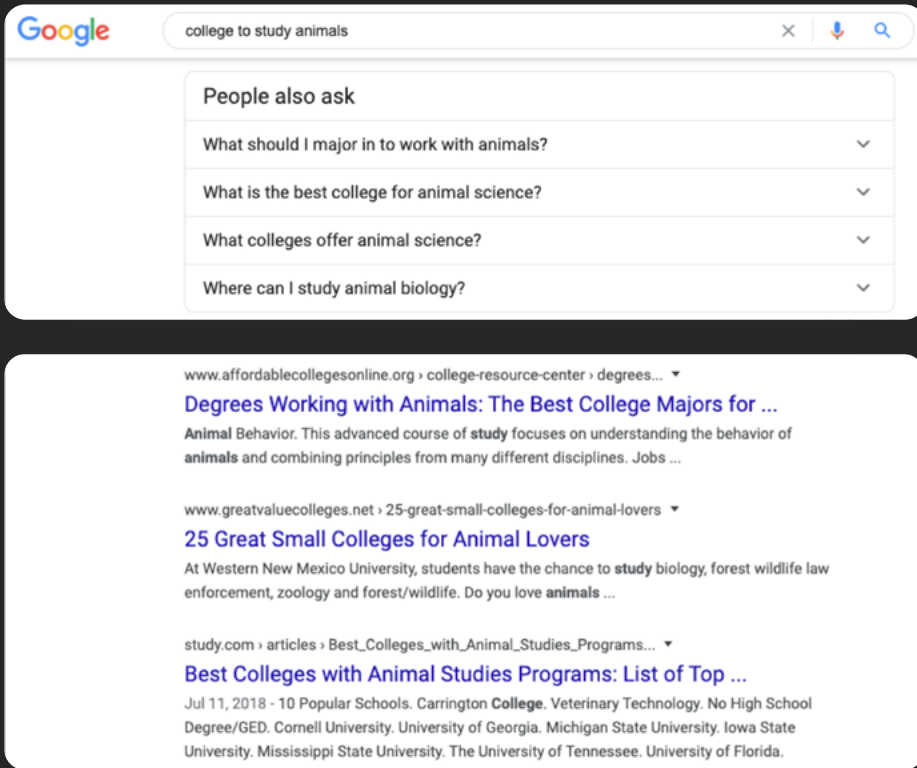 Google
college to study animals
People also ask
What should I major in to work with animals?
What is the best college for animal science?
What colleges offer animal science?
Where can I study animal biology?
www.affordablecollegesonline.org › college-resource-center › degrees...
Degrees Working with Animals: The Best College Majors for ...
Animal Behavior. This advanced course of study focuses on understanding the behavior of
animals and combining principles from many different disciplines. Jobs ...
www.greatvaluecolleges.net › 25-great-small-colleges-for-animal-lovers
25 Great Small Colleges for Animal Lovers
At Western New Mexico University, students have the chance to study biology, forest wildlife law
enforcement, zoology and forest/wildlife. Do you love animals ...
study.com › articles › Best_Colleges_with_Animal_Studies_Programs...
Best Colleges with Animal Studies Programs: List of Top ...
Jul 11, 2018 - 10 Popular Schools. Carrington College. Veterinary Technology. No High School
Degree/GED. Cornell University. University of Georgia. Michigan State University. Iowa State
University. Mississippi State University. The University of Tennessee. University of Florida.